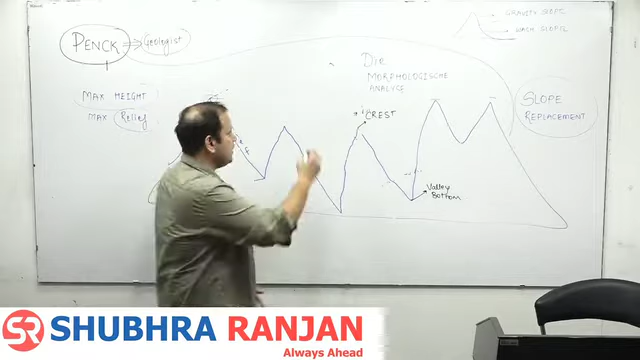 PENCK => Geologist
GRAVITY SLOPE
WASH SLOPE
DIE
MORPHOLOGISCHE
ANALYSE
MAX HEIGHT
MAX Relief
CREST
SLOPE
REPLACEMENT
Valley
Bottom
SR SHUBHRA RANJAN
Always Ahead